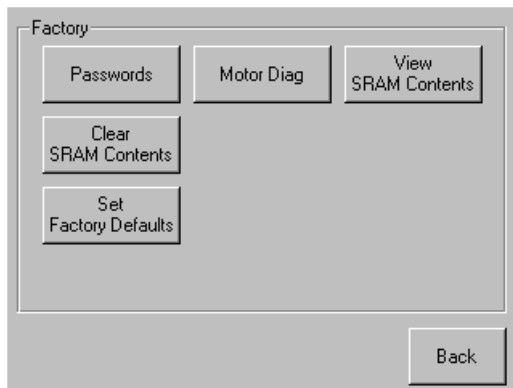 Factory
Passwords
Motor Diag
View
SRAM Contents
Clear
SRAM Contents
Set
Factory Defaults
Back